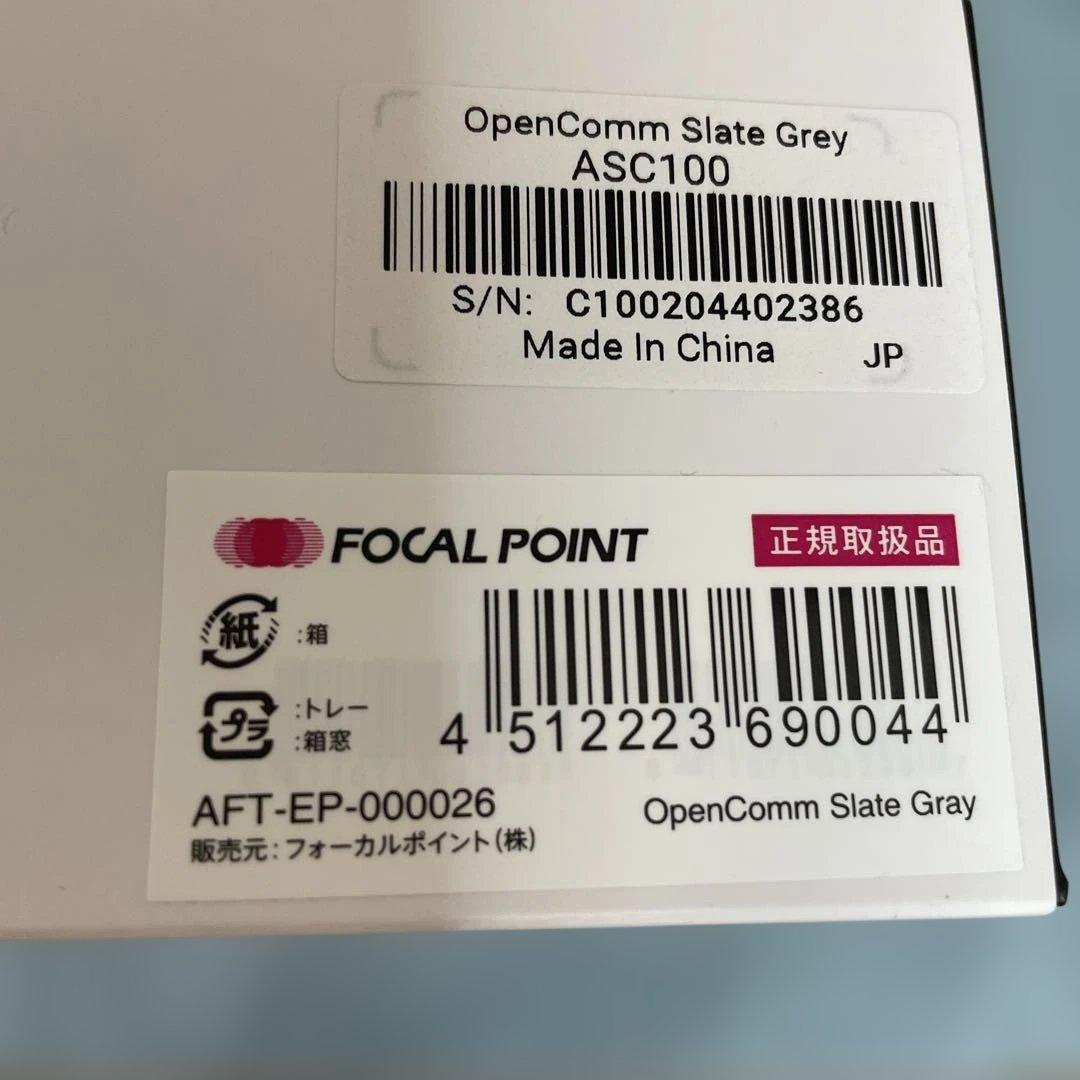 OpenComm Slate Grey
ASC100
S/N: C100204402386
Made In China JP
FOCAL POINT 正規取扱品
紙 :箱
プラ :トレー
:箱窓
4 512223 690044
AFT-EP-000026 OpenComm Slate Gray
販売元:フォーカルポイント(株)